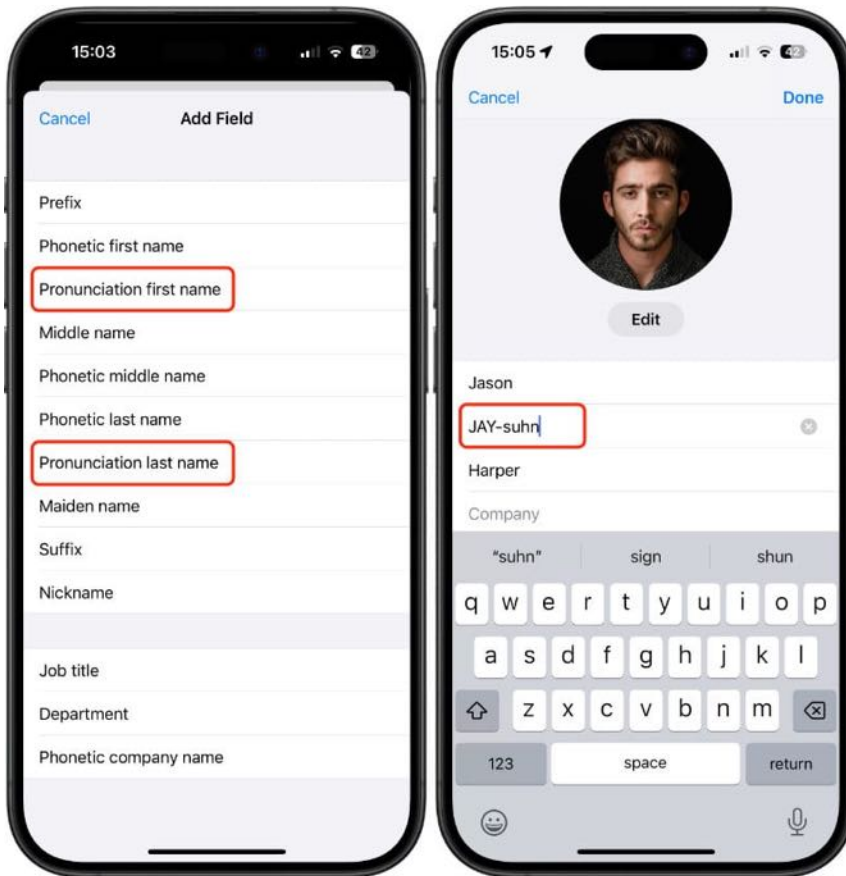 15:03
42
Cancel
Add Field
Prefix
Phonetic first name
Pronunciation first name
Middle name
Phonetic middle name
Phonetic last name
Pronunciation last name
Maiden name
Suffix
Nickname
Job title
Department
Phonetic company name
15:05
42
Cancel
Done
Edit
Jason
JAY-suhn
Harper
Company
“suhn” sign shun
q w e r t y u i o p
a s d f g h j k l
z x c v b n m
123 space return